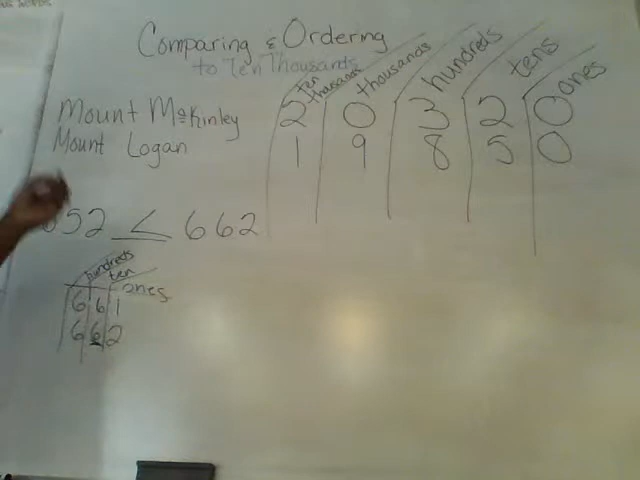 Comparing & Ordering
to Ten Thousands
Ten Thousands thousands hundreds tens ones
Mount McKinley 2 0 3 2 0
Mount Logan 1 9 8 5 0
52 < 662
hundreds ten ones
6 6 1
6 6 2